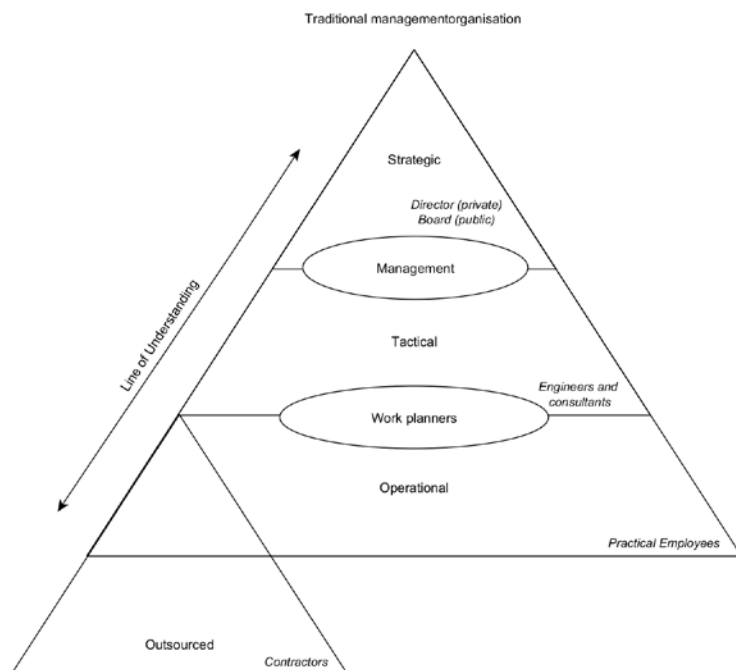 Traditional managementorganisation
Strategic
Director (private)
Board (public)
Management
Line of Understanding
Tactical
Engineers and
consultants
Work planners
Operational
Practical Employees
Outsourced
Contractors